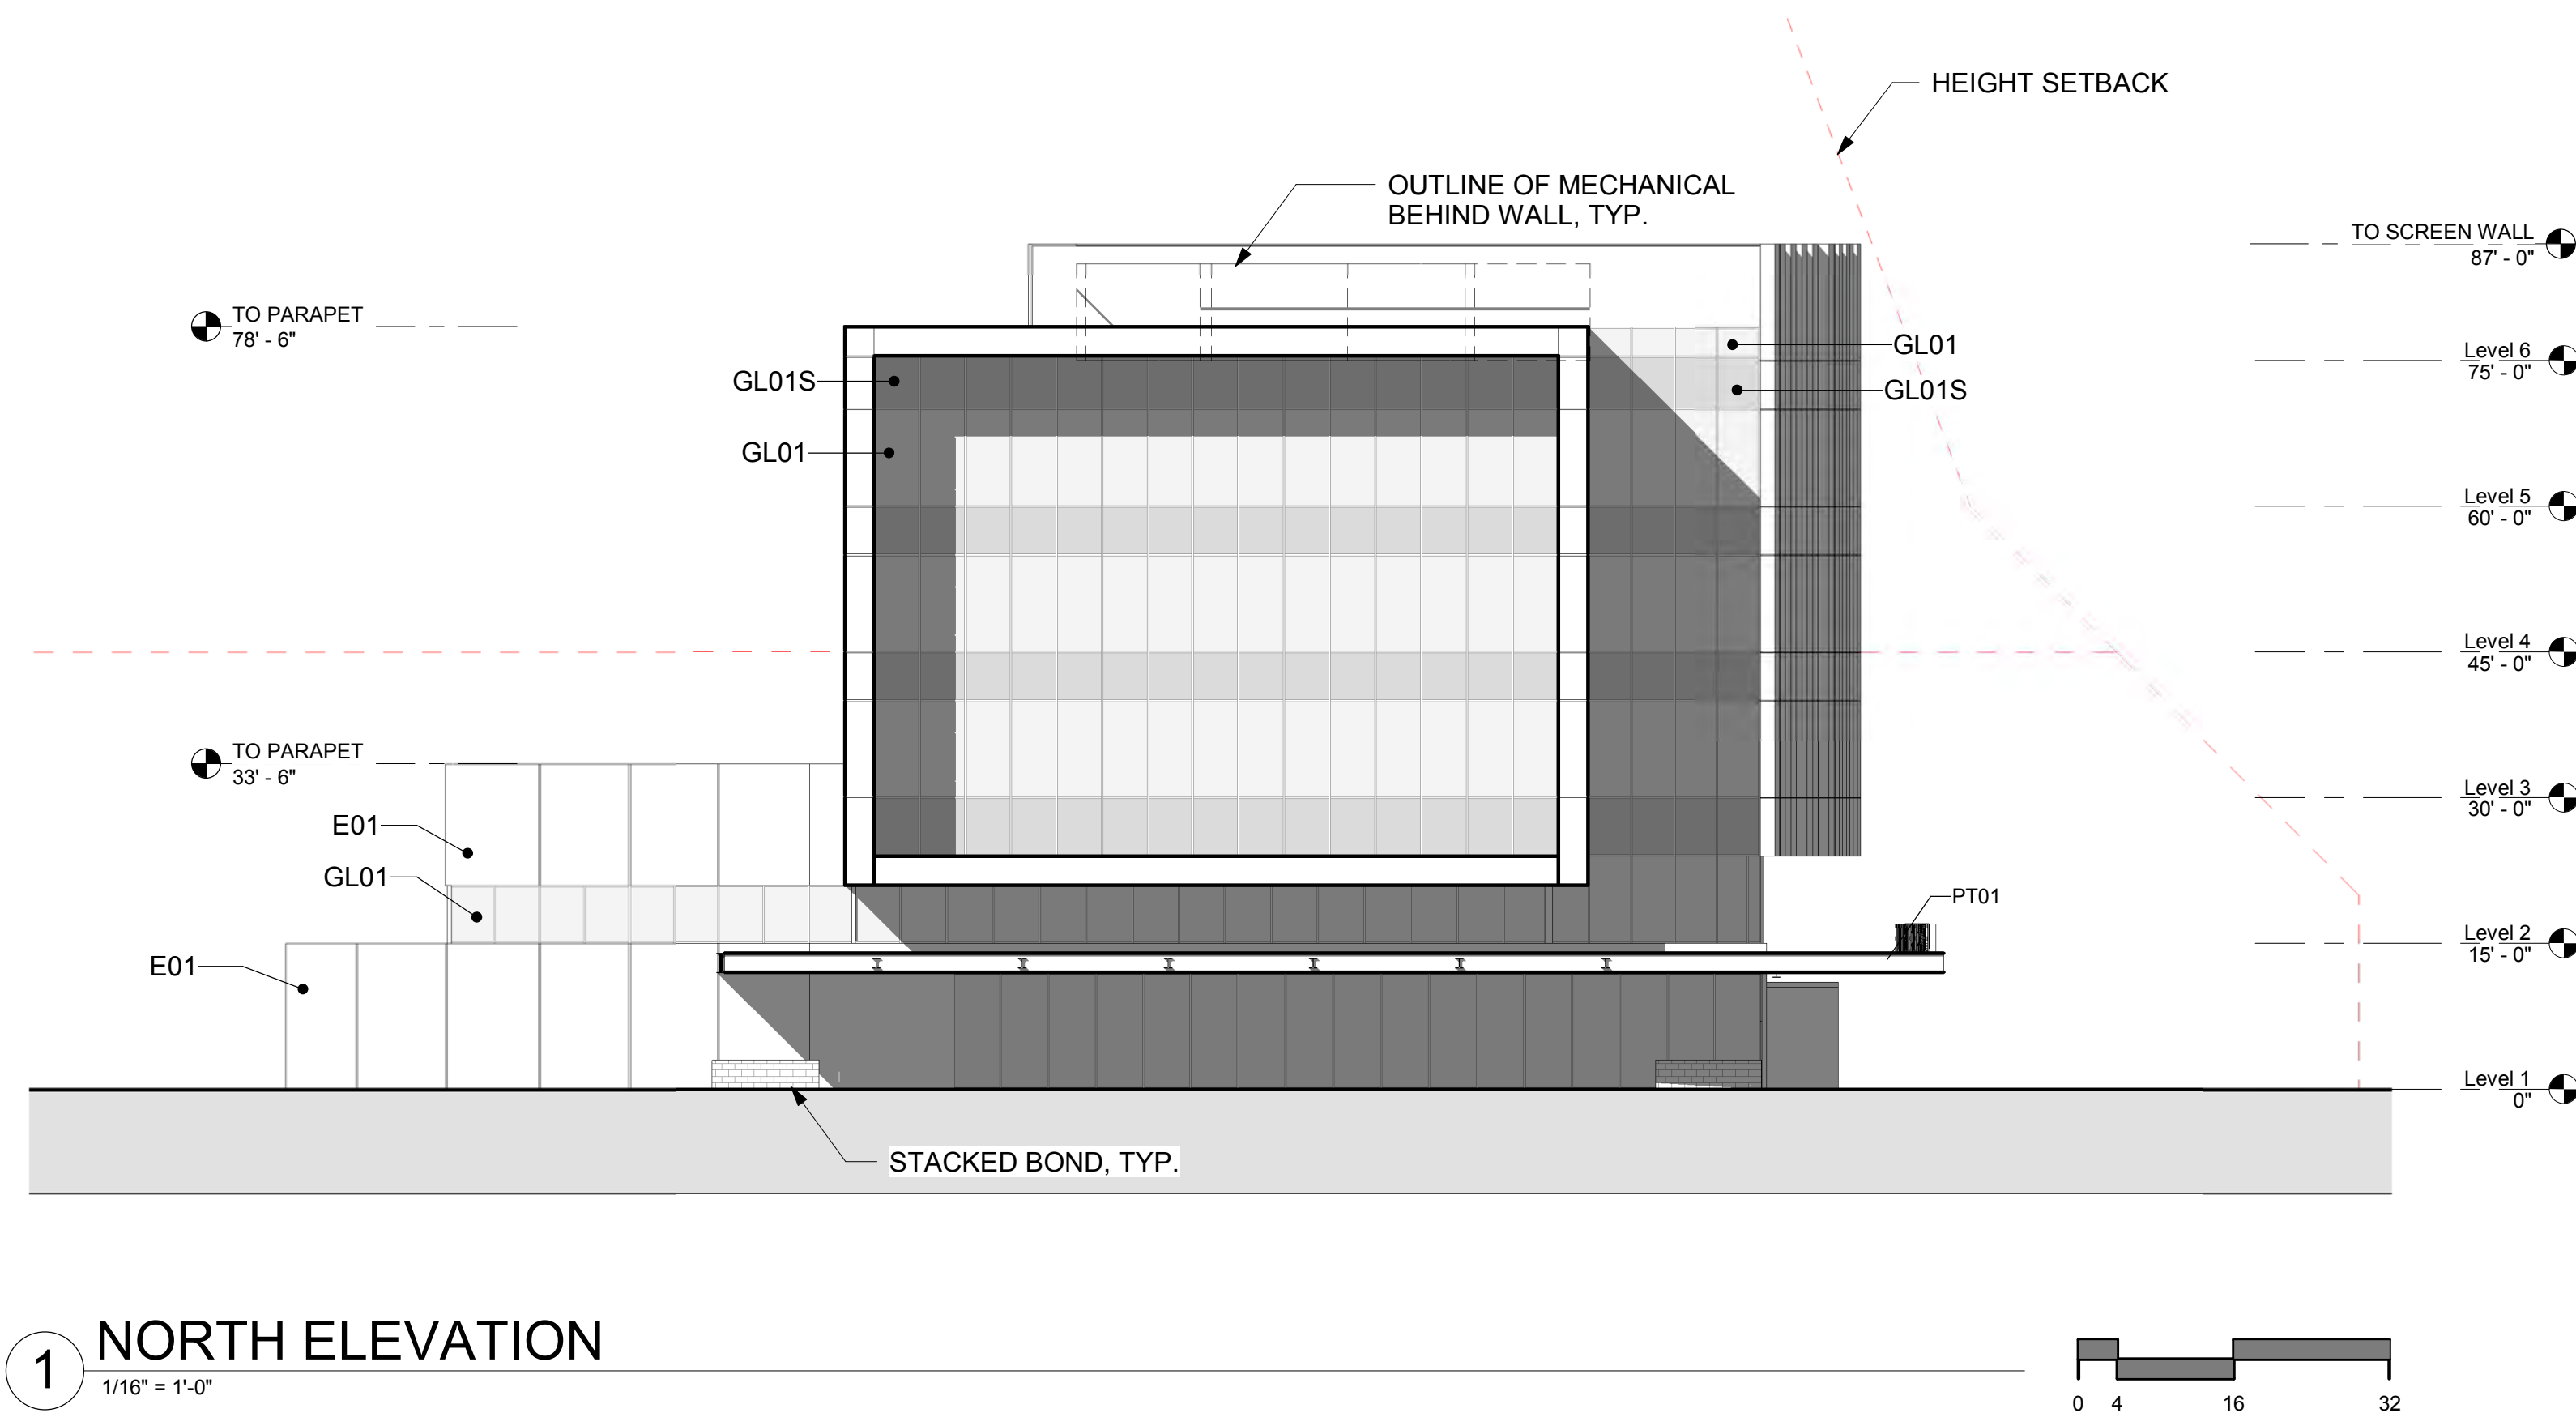 HEIGHT SETBACK
OUTLINE OF MECHANICAL
BEHIND WALL, TYP.
TO SCREEN WALL
87' - 0"
TO PARAPET
78' - 6"
GL01
Level 6
75' - 0"
GL01S
GL01S
GL01
Level 5
60' - 0"
Level 4
45' - 0"
TO PARAPET
33' - 6"
Level 3
30' - 0"
E01
GL01
PT01
Level 2
15' - 0"
E01
Level 1
0"
STACKED BOND, TYP.
1
NORTH ELEVATION
1/16" = 1'-0"
0 4 16 32